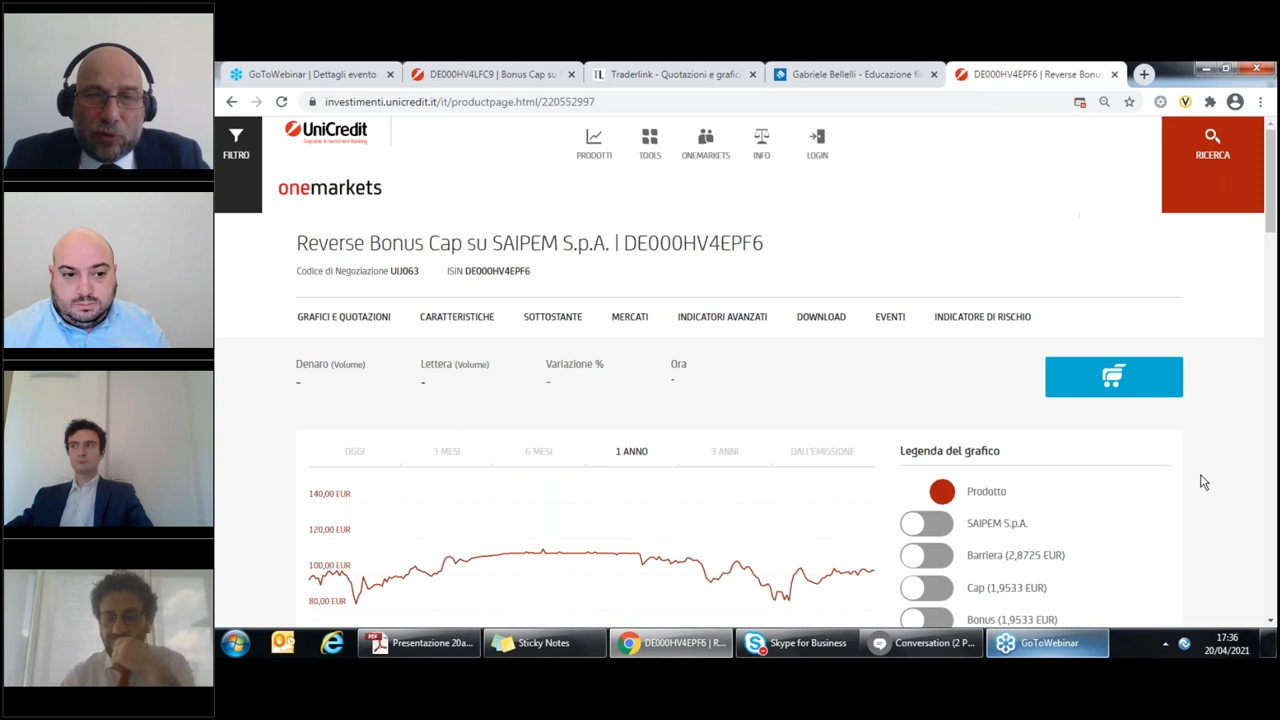 GoToWebinar | Dettagli evento
DE000HV4LFC9 | Bonus Cap su
Traderlink - Quotazioni e grafici
Gabriele Bellelli - Educazione fin
DE000HV4EPF6 | Reverse Bonus
investimenti.unicredit.it/it/productpage.html/220552997
FILTRO
UniCredit
Corporate & Investment Banking
PRODOTTI
TOOLS
ONEMARKETS
INFO
LOGIN
RICERCA
onemarkets
Reverse Bonus Cap su SAIPEM S.p.A. | DE000HV4EPF6
Codice di Negoziazione UIJ063 ISIN DE000HV4EPF6
GRAFICI E QUOTAZIONI CARATTERISTICHE SOTTOSTANTE MERCATI INDICATORI AVANZATI DOWNLOAD EVENTI INDICATORE DI RISCHIO
Denaro (Volume) Lettera (Volume) Variazione % Ora
- - - -
OGGI 3 MESI 6 MESI 1 ANNO 3 ANNI DALL'EMISSIONE
140,00 EUR
120,00 EUR
100,00 EUR
80,00 EUR
Legenda del grafico
Prodotto
SAIPEM S.p.A.
Barriera (2,8725 EUR)
Cap (1,9533 EUR)
Bonus (1,9533 EUR)
Presentazione 20a...
Sticky Notes
DE000HV4EPF6 | R...
Skype for Business
Conversation (2 P...
GoToWebinar
17:36
20/04/2021